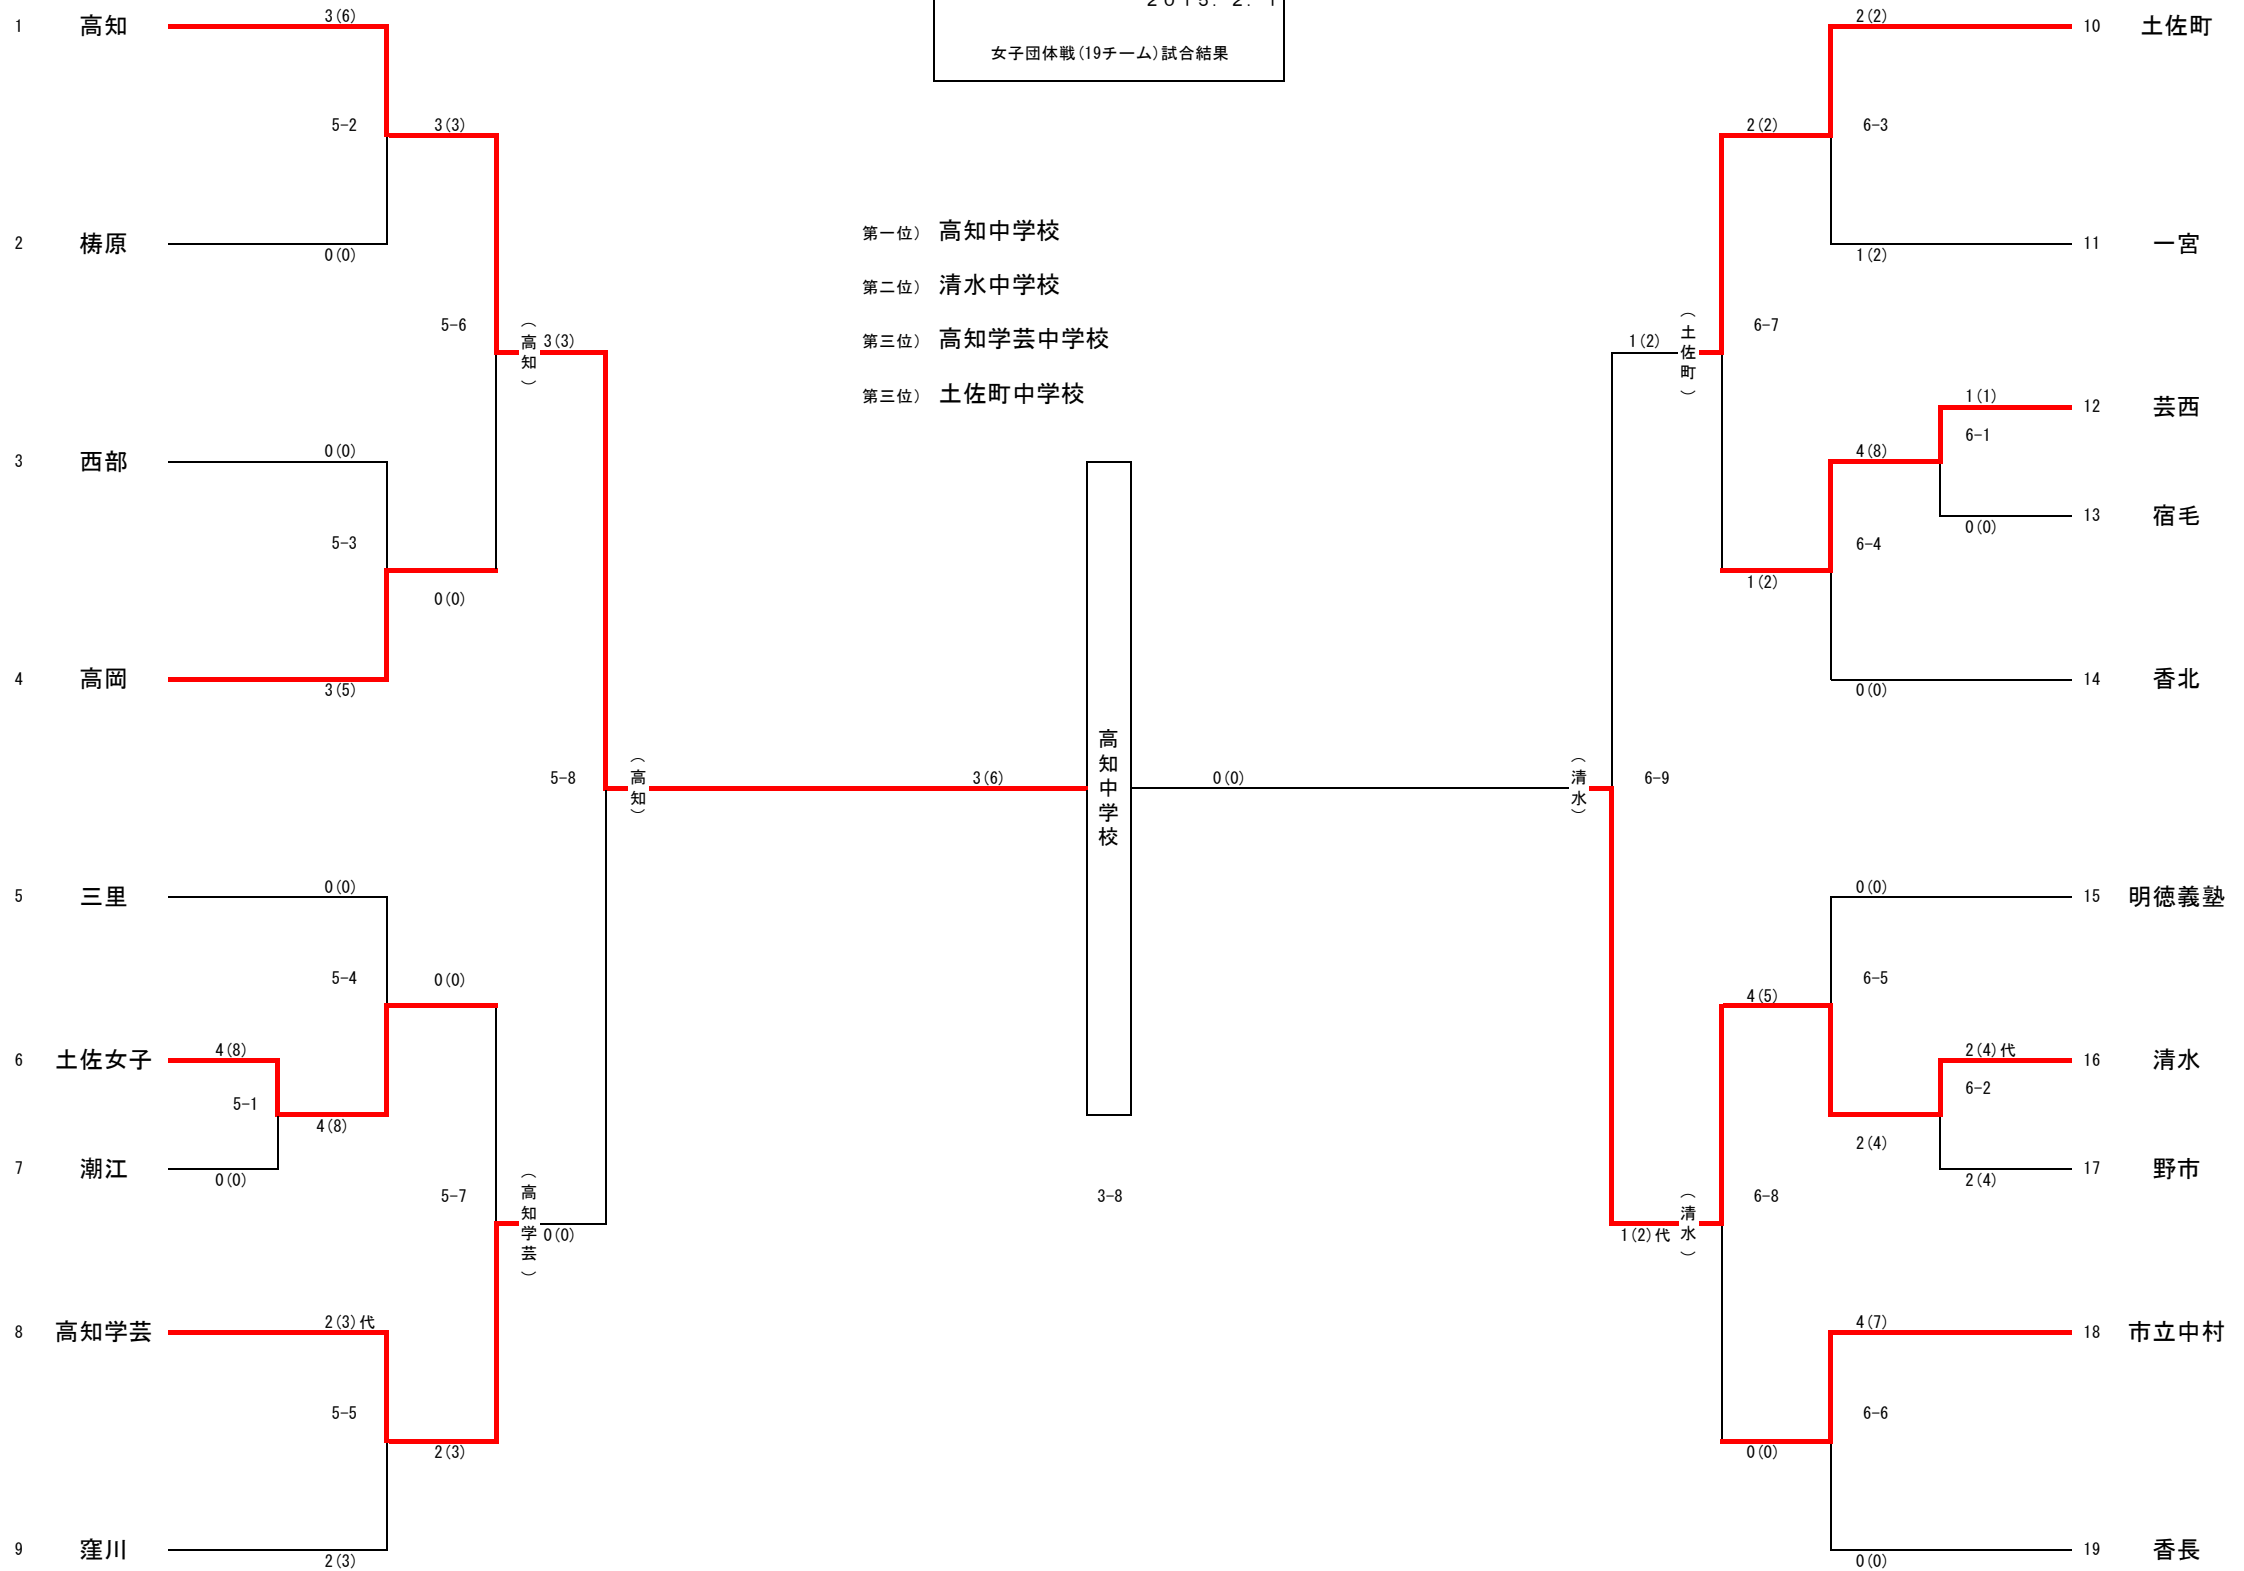 2015. 2. 1
女子団体戦(19チーム)試合結果
第一位） 高知中学校
第二位） 清水中学校
第三位） 高知学芸中学校
第三位） 土佐町中学校
1 高知 3(6)
5-2
3(3)
2 梼原 0(0)
5-6
（高知）
3(3)
3 西部 0(0)
5-3
0(0)
4 高岡 3(5)
5-8
（高知）
3(6)
5 三里 0(0)
5-4
0(0)
6 土佐女子 4(8)
5-1
4(8)
7 潮江 0(0)
5-7
（高知学芸）
0(0)
8 高知学芸 2(3)代
5-5
2(3)
9 窪川 2(3)
高知中学校
3-8
2(2) 10 土佐町
2(2)
6-3
1(2) 11 一宮
1(2)
（土佐町）
6-7
1(1) 12 芸西
6-1
4(8)
0(0) 13 宿毛
6-4
1(2)
0(0) 14 香北
0(0)
（清水）
6-9
0(0) 15 明徳義塾
6-5
4(5)
2(4)代 16 清水
6-2
2(4)
2(4) 17 野市
1(2)代
（清水）
6-8
4(7) 18 市立中村
6-6
0(0)
0(0) 19 香長